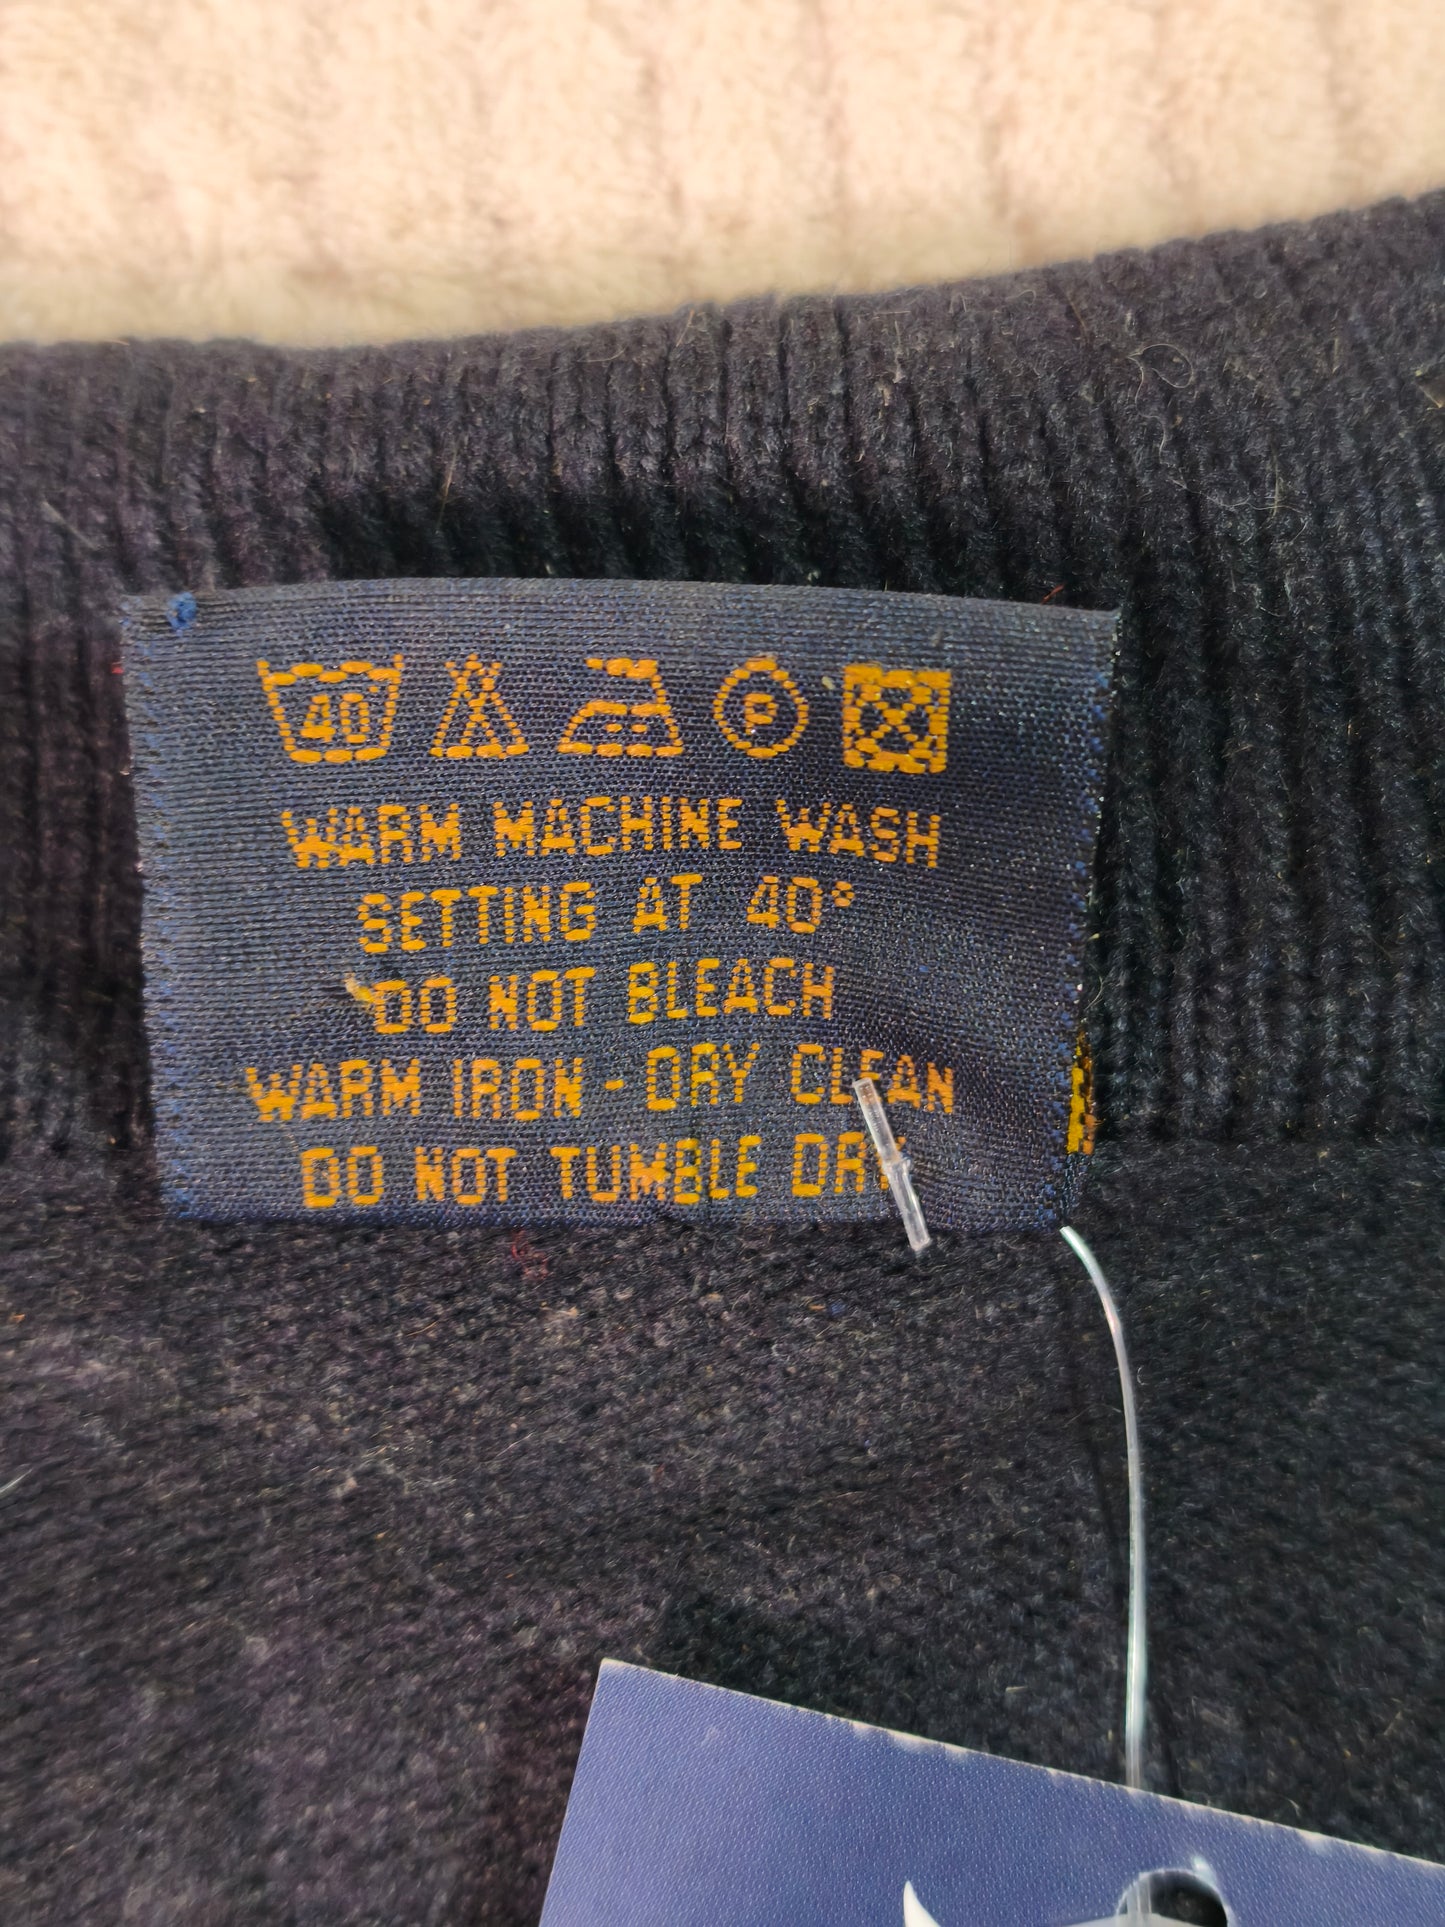 40°
P
WARM MACHINE WASH
SETTING AT 40°
DO NOT BLEACH
WARM IRON - DRY CLEAN
DO NOT TUMBLE DRY